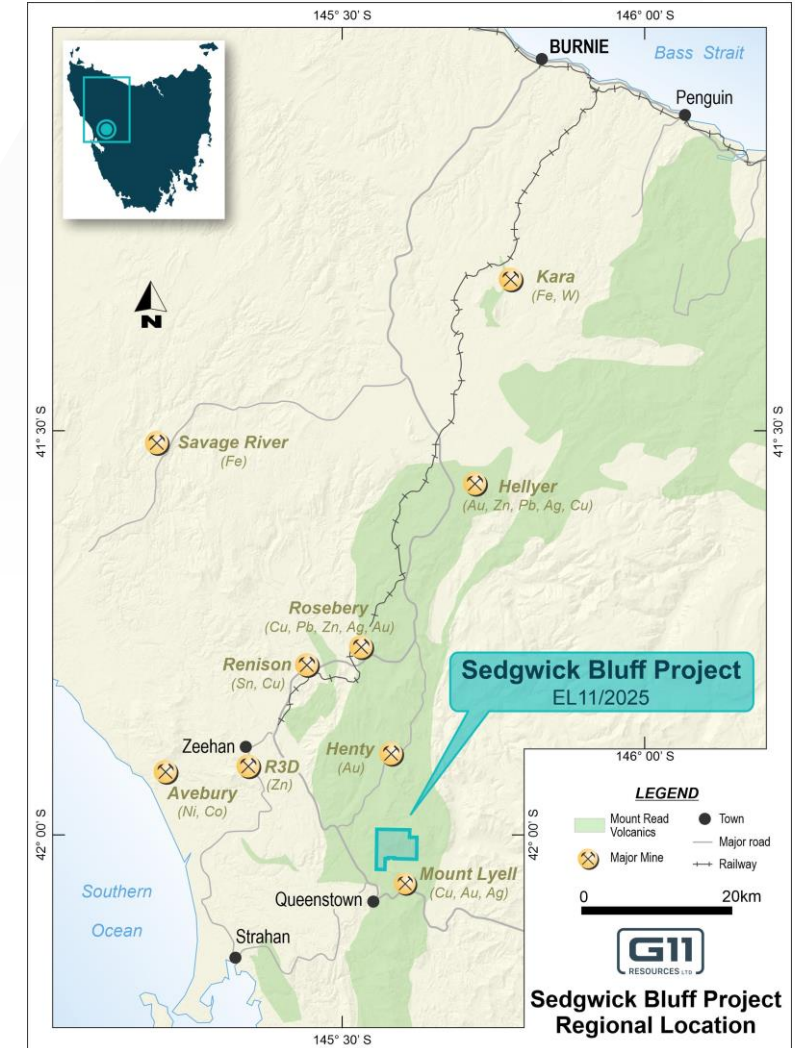 145° 30' S
146° 00' S
BURNIE
Bass Strait
Penguin
Kara
(Fe, W)
N
41° 30' S
41° 30' S
Savage River
(Fe)
Hellyer
(Au, Zn, Pb, Ag, Cu)
Rosebery
(Cu, Pb, Zn, Ag, Au)
Renison
(Sn, Cu)
Sedgwick Bluff Project
EL11/2025
Zeehan
Henty
(Au)
R3D
(Zn)
Avebury
(Ni, Co)
146° 00' S
42° 00' S
42° 00' S
Mount Lyell
(Cu, Au, Ag)
Queenstown
Southern
Ocean
Strahan
145° 30' S
LEGEND
Mount Read
Volcanics
Town
Major road
Major Mine
Railway
0
20km
G11
RESOURCES LTD
Sedgwick Bluff Project
Regional Location